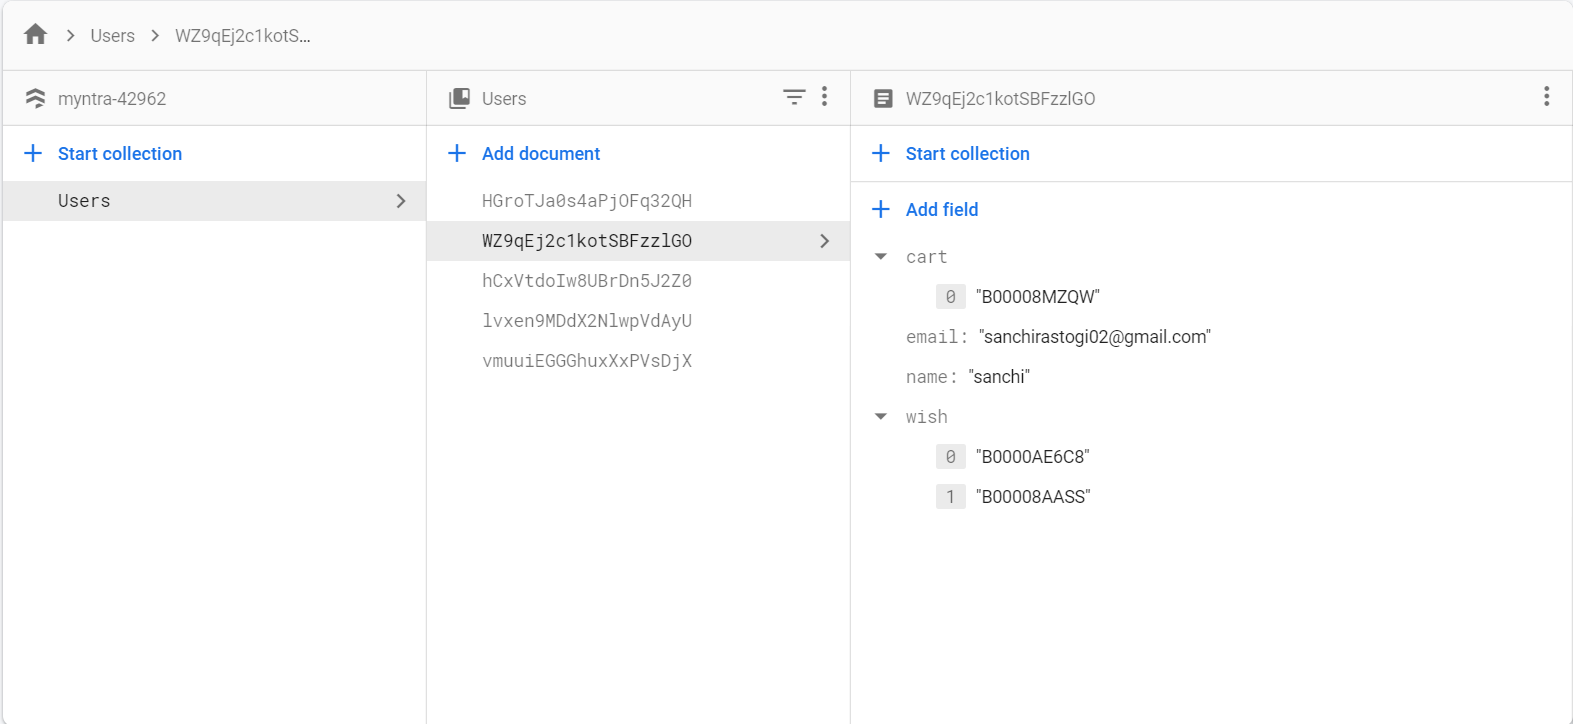 Users
WZ9qEj2c1kotS...
myntra-42962
Start collection
Users
Users
Add document
HGroTJa0s4aPjOFq32QH
WZ9qEj2c1kotSBFzzlGO
hCxVtdoIw8UBrDn5J2Z0
lvxen9MDdX2NlwpVdAyU
vmuuiEGGGhuxXxPVsDjX
WZ9qEj2c1kotSBFzzlGO
Start collection
Add field
cart
0 "B00008MZQW"
email: "sanchirastogi02@gmail.com"
name: "sanchi"
wish
0 "B0000AE6C8"
1 "B00008AASS"